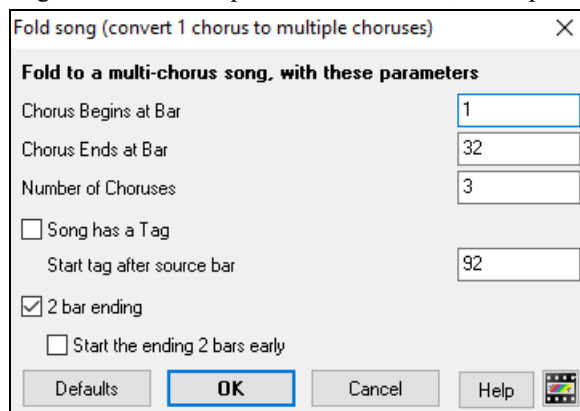 Fold song (convert 1 chorus to multiple choruses)
Fold to a multi-chorus song, with these parameters
Chorus Begins at Bar 1
Chorus Ends at Bar 32
Number of Choruses 3
Song has a Tag
Start tag after source bar 92
2 bar ending
Start the ending 2 bars early
Defaults OK Cancel Help